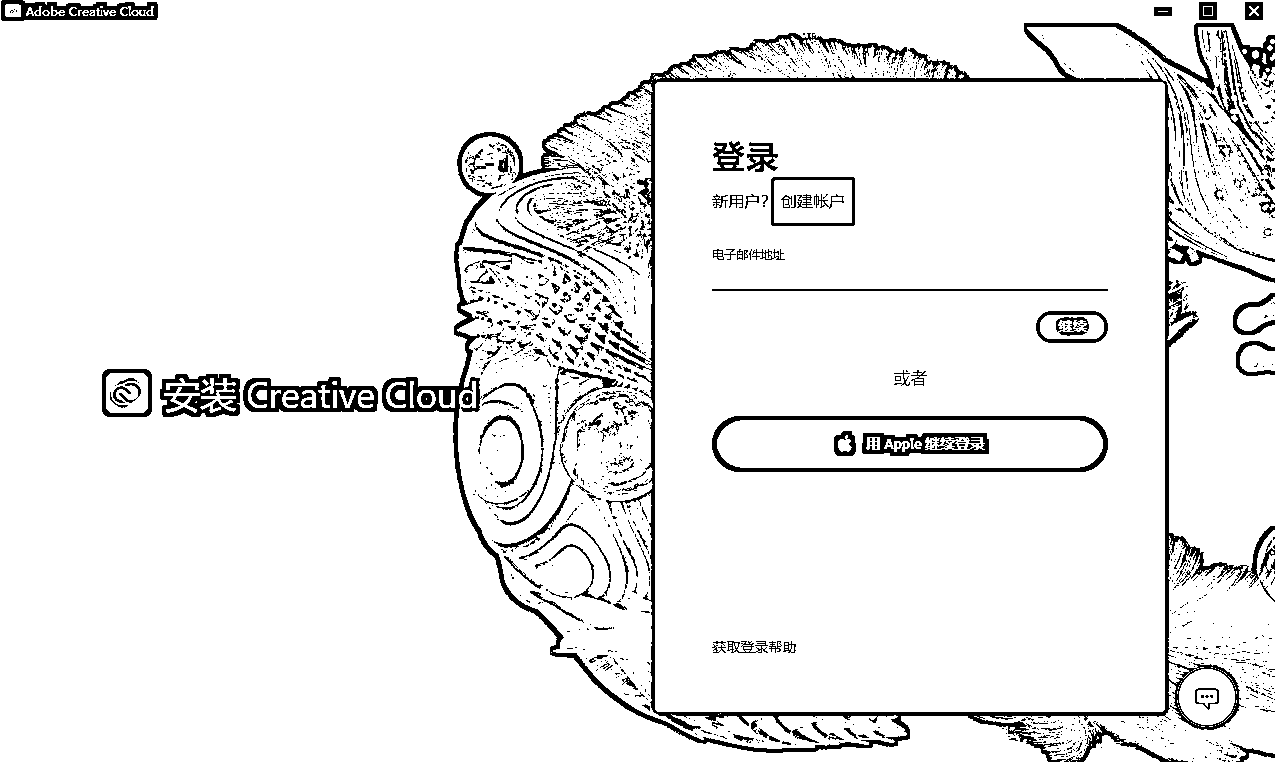 Adobe Creative Cloud
安装 Creative Cloud
登录
新用户? 创建帐户
电子邮件地址
继续
或者
用 Apple 继续登录
获取登录帮助